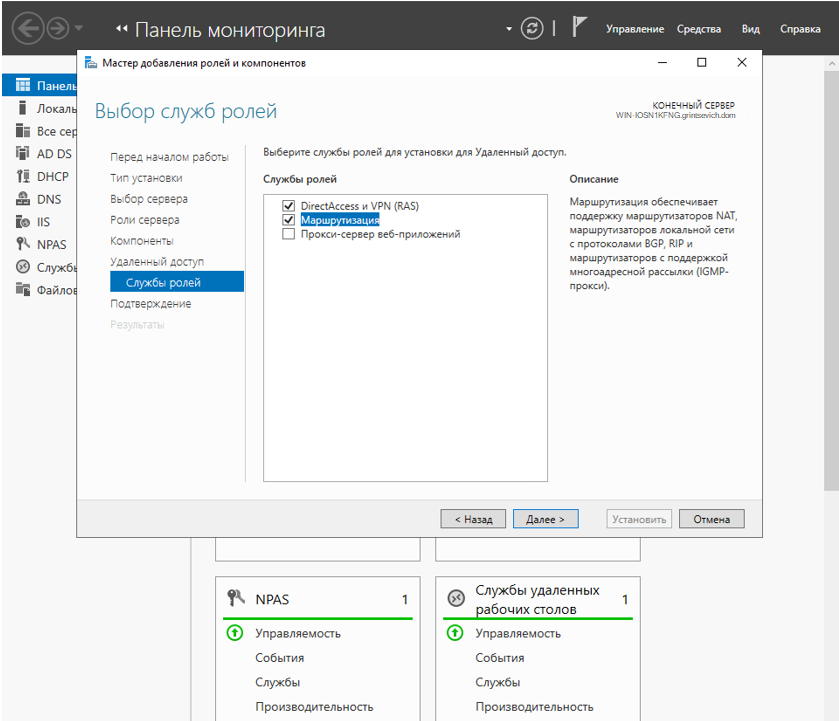 Панель мониторинга
Управление Средства Вид Справка
Мастер добавления ролей и компонентов
Выбор служб ролей
КОНЕЧНЫЙ СЕРВЕР
WIN-IOSN1KFNG.grintsevich.dom
Панель
Локаль
Все сер
AD DS
DHCP
DNS
IIS
NPAS
Службы
Файлов
Перед началом работы
Тип установки
Выбор сервера
Роли сервера
Компоненты
Удаленный доступ
Службы ролей
Подтверждение
Результаты
Выберите службы ролей для установки для Удаленный доступ.
Службы ролей
DirectAccess и VPN (RAS)
Маршрутизация
Прокси-сервер веб-приложений
Описание
Маршрутизация обеспечивает
поддержку маршрутизаторов NAT,
маршрутизаторов локальной сети
с протоколами BGP, RIP и
маршрутизаторов с поддержкой
многоадресной рассылки (IGMP-
прокси).
< Назад Далее > Установить Отмена
NPAS 1
Управляемость
События
Службы
Производительность
Службы удаленных
рабочих столов 1
Управляемость
События
Службы
Производительность